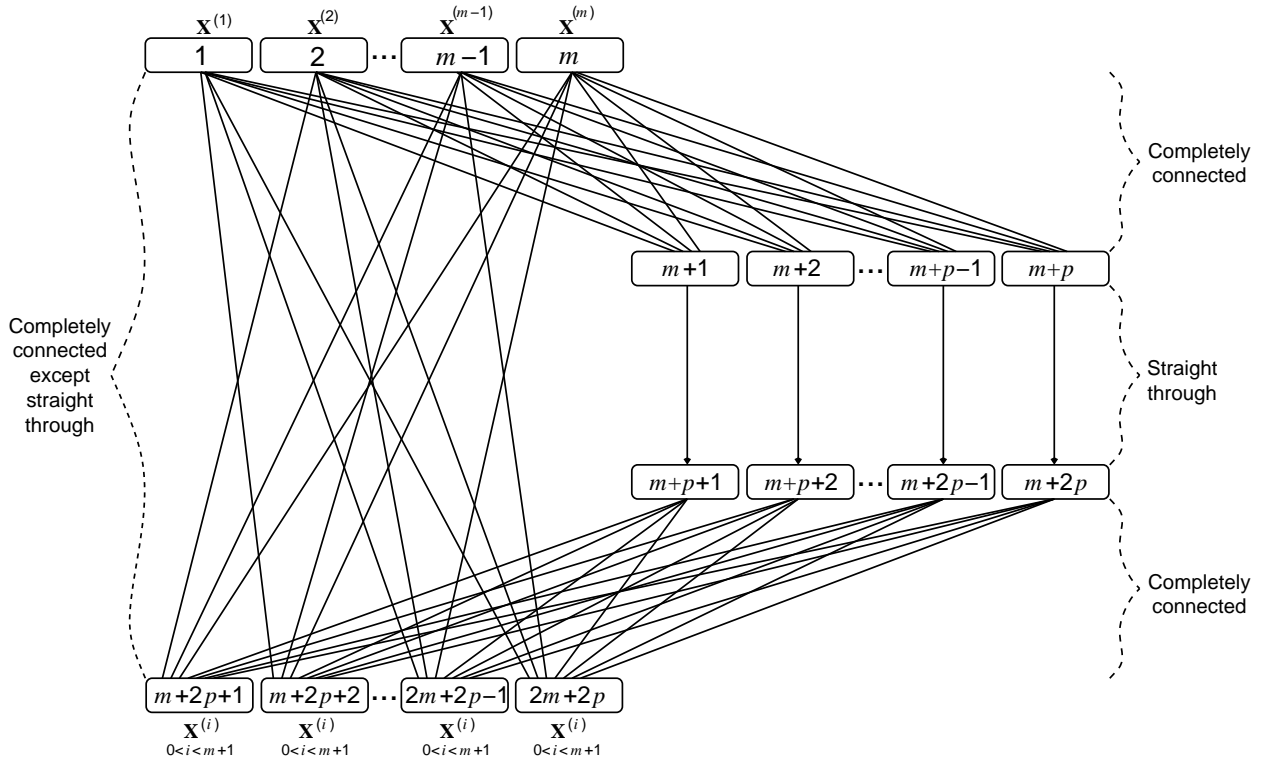 X^(1) X^(2) X^(m−1) X^(m)
1 2 ... m−1 m
Completely
connected
m+1 m+2 ... m+p−1 m+p
Completely
connected
except
straight
through
Straight
through
m+p+1 m+p+2 ... m+2p−1 m+2p
Completely
connected
m+2p+1 m+2p+2 ... 2m+2p−1 2m+2p
X^(i) X^(i) X^(i) X^(i)
0<i<m+1 0<i<m+1 0<i<m+1 0<i<m+1